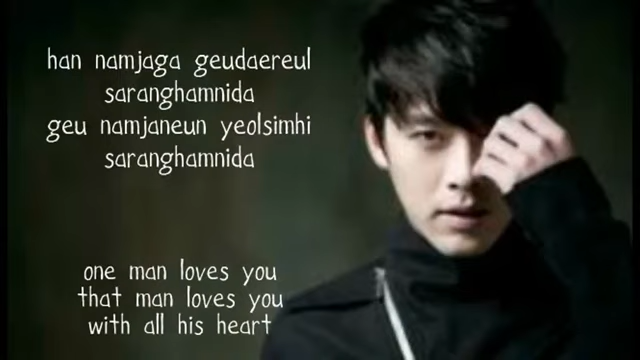 han namjaga geudaereul
saranghamnida
geu namjaneun yeolsimhi
saranghamnida
one man loves you
that man loves you
with all his heart